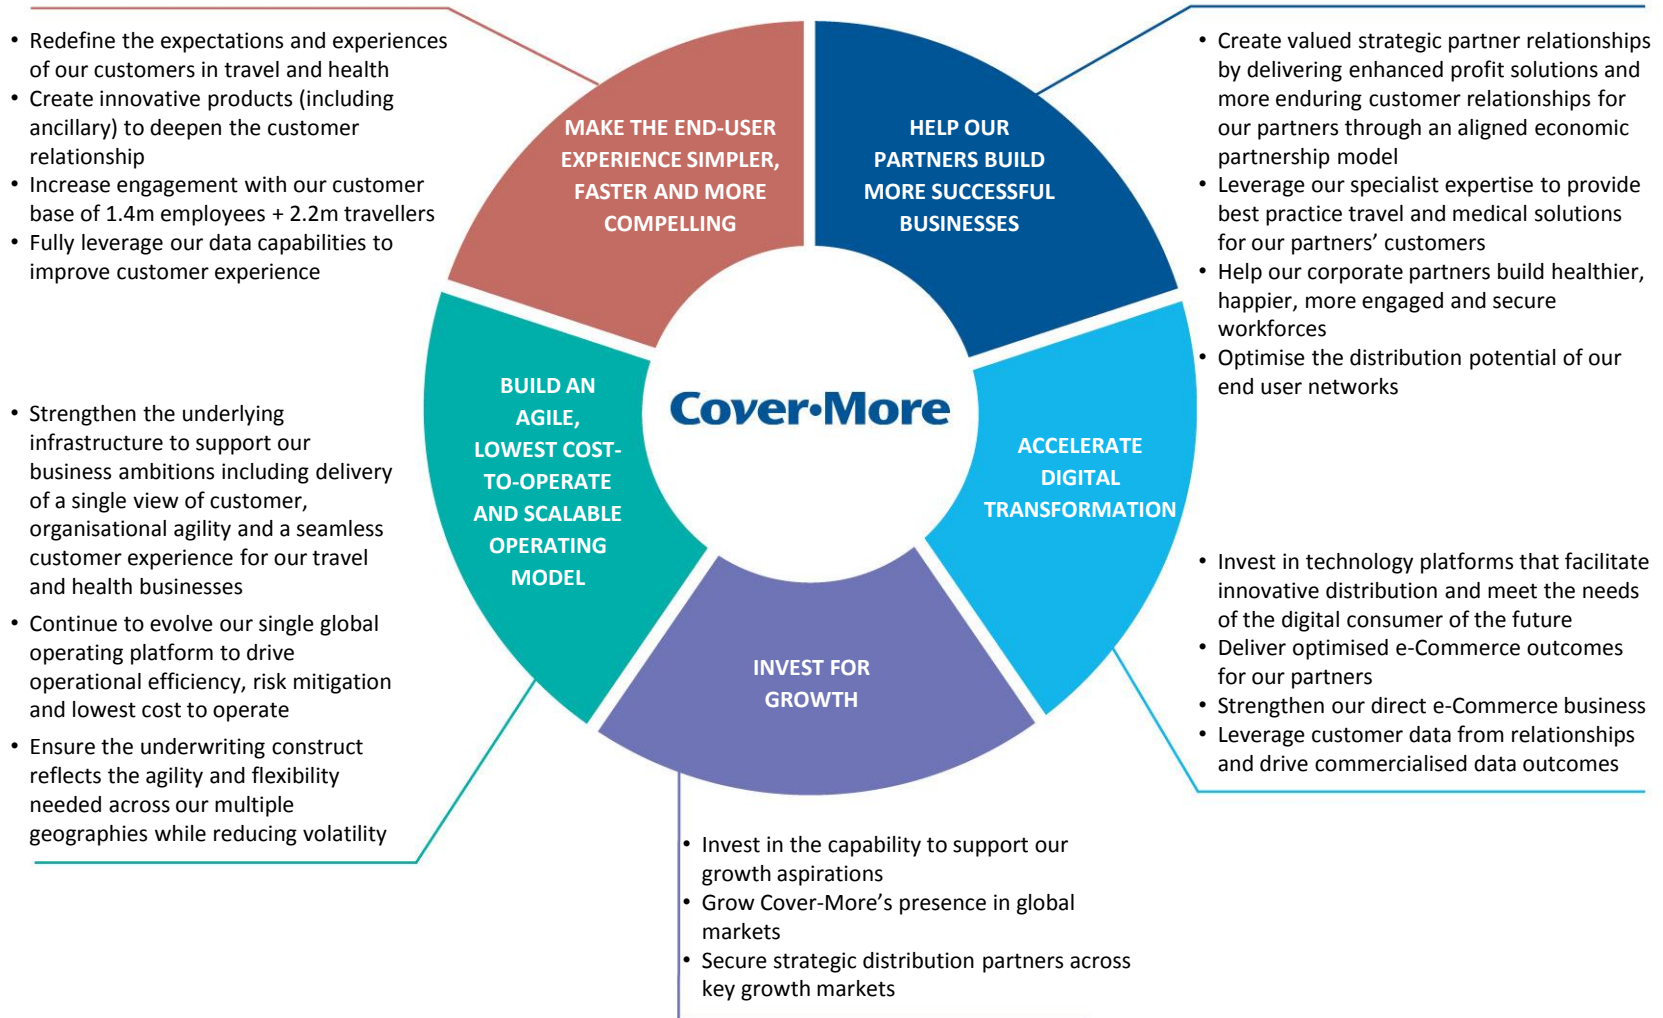 • Redefine the expectations and experiences
of our customers in travel and health
• Create innovative products (including
ancillary) to deepen the customer
relationship
• Increase engagement with our customer
base of 1.4m employees + 2.2m travellers
• Fully leverage our data capabilities to
improve customer experience
MAKE THE END-USER
EXPERIENCE SIMPLER,
FASTER AND MORE
COMPELLING
HELP OUR
PARTNERS BUILD
MORE SUCCESSFUL
BUSINESSES
• Create valued strategic partner relationships
by delivering enhanced profit solutions and
more enduring customer relationships for
our partners through an aligned economic
partnership model
• Leverage our specialist expertise to provide
best practice travel and medical solutions
for our partners’ customers
• Help our corporate partners build healthier,
happier, more engaged and secure
workforces
• Optimise the distribution potential of our
end user networks
• Strengthen the underlying
infrastructure to support our
business ambitions including delivery
of a single view of customer,
organisational agility and a seamless
customer experience for our travel
and health businesses
• Continue to evolve our single global
operating platform to drive
operational efficiency, risk mitigation
and lowest cost to operate
• Ensure the underwriting construct
reflects the agility and flexibility
needed across our multiple
geographies while reducing volatility
BUILD AN
AGILE,
LOWEST COST-
TO-OPERATE
AND SCALABLE
OPERATING
MODEL
Cover•More
ACCELERATE
DIGITAL
TRANSFORMATION
• Invest in technology platforms that facilitate
innovative distribution and meet the needs
of the digital consumer of the future
• Deliver optimised e-Commerce outcomes
for our partners
• Strengthen our direct e-Commerce business
• Leverage customer data from relationships
and drive commercialised data outcomes
INVEST FOR
GROWTH
• Invest in the capability to support our
growth aspirations
• Grow Cover-More’s presence in global
markets
• Secure strategic distribution partners across
key growth markets